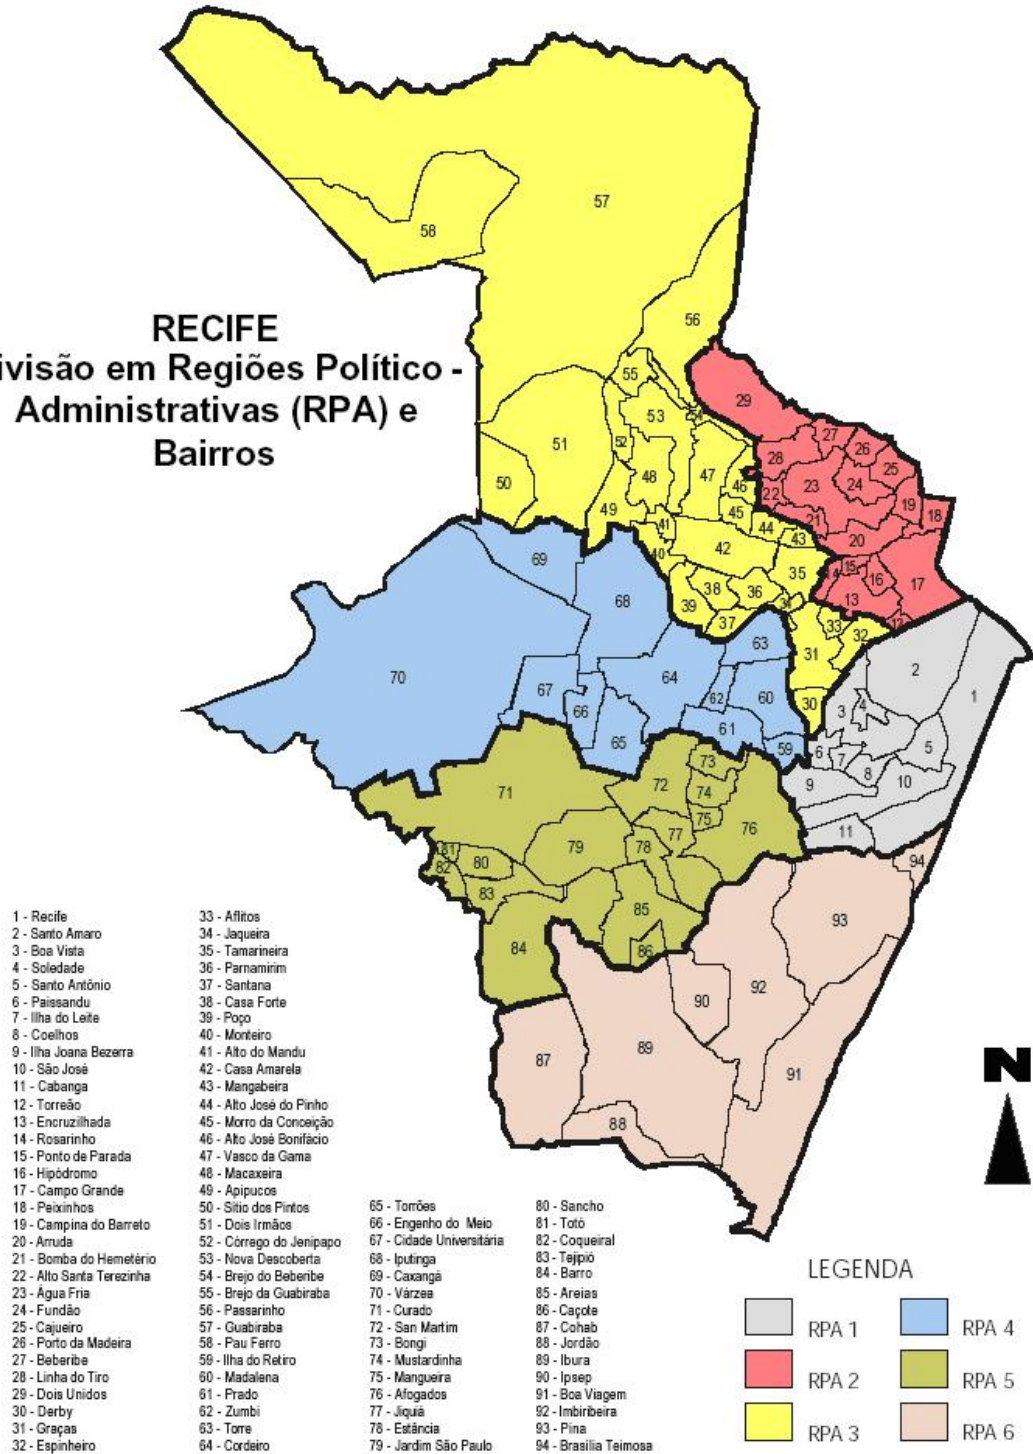 RECIFE
ivisão em Regiões Político -
Administrativas (RPA) e
Bairros
57
58
56
55
29
54
53
27
51
52
26
28
25
48
47
50
46
23
24
22
19
49
45
18
41
44
21
43
20
40
42
69
35
15
38
36
14
16
17
68
39
34
13
37
33
12
63
32
31
2
70
64
67
62
60
1
30
66
3
4
61
65
59
6
5
73
7
8
72
9
10
71
74
75
76
77
11
79
78
81
80
82
94
83
85
93
84
86
92
90
89
87
91
88
N
1 - Recife
2 - Santo Amaro
3 - Boa Vista
4 - Soledade
5 - Santo Antônio
6 - Paissandu
7 - Ilha do Leite
8 - Coelhos
9 - Ilha Joana Bezerra
10 - São José
11 - Cabanga
12 - Torreão
13 - Encruzilhada
14 - Rosarinho
15 - Ponto de Parada
16 - Hipódromo
17 - Campo Grande
18 - Peixinhos
19 - Campina do Barreto
20 - Arruda
21 - Bomba do Hemetério
22 - Alto Santa Terezinha
23 - Água Fria
24 - Fundão
25 - Cajueiro
26 - Porto da Madeira
27 - Beberibe
28 - Linha do Tiro
29 - Dois Unidos
30 - Derby
31 - Graças
32 - Espinheiro
33 - Aflitos
34 - Jaqueira
35 - Tamarineira
36 - Parnamirim
37 - Santana
38 - Casa Forte
39 - Poço
40 - Monteiro
41 - Alto do Mandu
42 - Casa Amarela
43 - Mangabeira
44 - Alto José do Pinho
45 - Morro da Conceição
46 - Alto José Bonifácio
47 - Vasco da Gama
48 - Macaxeira
49 - Apipucos
50 - Sítio dos Pintos
51 - Dois Irmãos
52 - Córrego do Jenipapo
53 - Nova Descoberta
54 - Brejo do Beberibe
55 - Brejo da Guabiraba
56 - Passarinho
57 - Guabiraba
58 - Pau Ferro
59 - Ilha do Retiro
60 - Madalena
61 - Prado
62 - Zumbi
63 - Torre
64 - Cordeiro
65 - Torrões
66 - Engenho do Meio
67 - Cidade Universitária
68 - Iputinga
69 - Caxangá
70 - Várzea
71 - Curado
72 - San Martim
73 - Bongi
74 - Mustardinha
75 - Mangueira
76 - Afogados
77 - Jiquiá
78 - Estância
79 - Jardim São Paulo
80 - Sancho
81 - Totó
82 - Coqueiral
83 - Tejipió
84 - Barro
85 - Areias
86 - Caçote
87 - Cohab
88 - Jordão
89 - Ibura
90 - Ipsep
91 - Boa Viagem
92 - Imbiribeira
93 - Pina
94 - Brasília Teimosa
LEGENDA
RPA 1
RPA 2
RPA 3
RPA 4
RPA 5
RPA 6